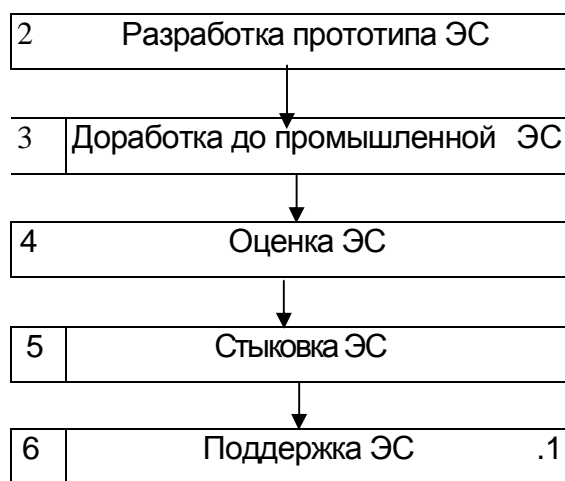 2 Разработка прототипа ЭС
3 Доработка до промышленной ЭС
4 Оценка ЭС
5 Стыковка ЭС
6 Поддержка ЭС .1